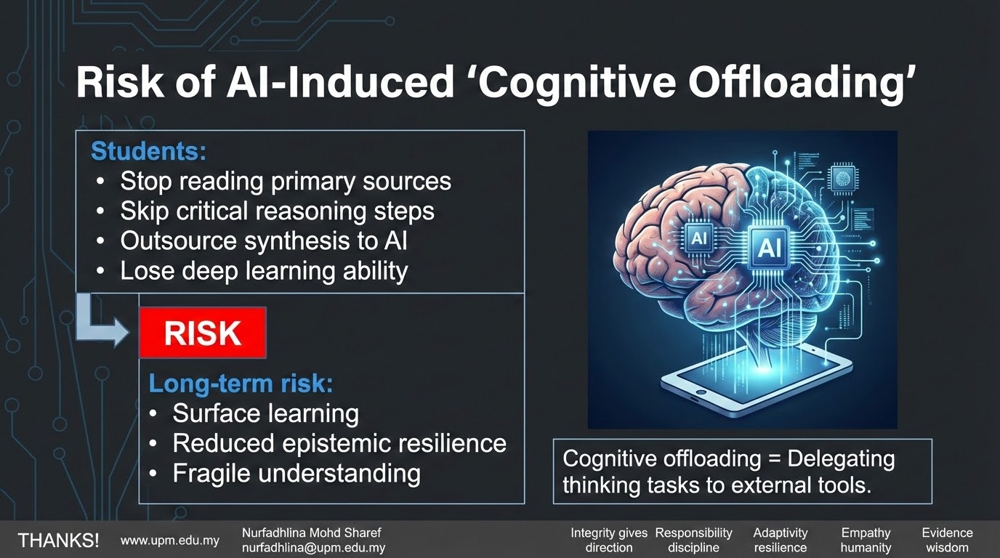 Risk of AI-Induced ‘Cognitive Offloading’
Students:
• Stop reading primary sources
• Skip critical reasoning steps
• Outsource synthesis to AI
• Lose deep learning ability
RISK
Long-term risk:
• Surface learning
• Reduced epistemic resilience
• Fragile understanding
AI
AI
Cognitive offloading = Delegating
thinking tasks to external tools.
THANKS!
www.upm.edu.my
Nurfadhlina Mohd Sharef
nurfadhlina@upm.edu.my
Integrity gives
direction
Responsibility
discipline
Adaptivity
resilience
Empathy
humanity
Evidence
wisdom